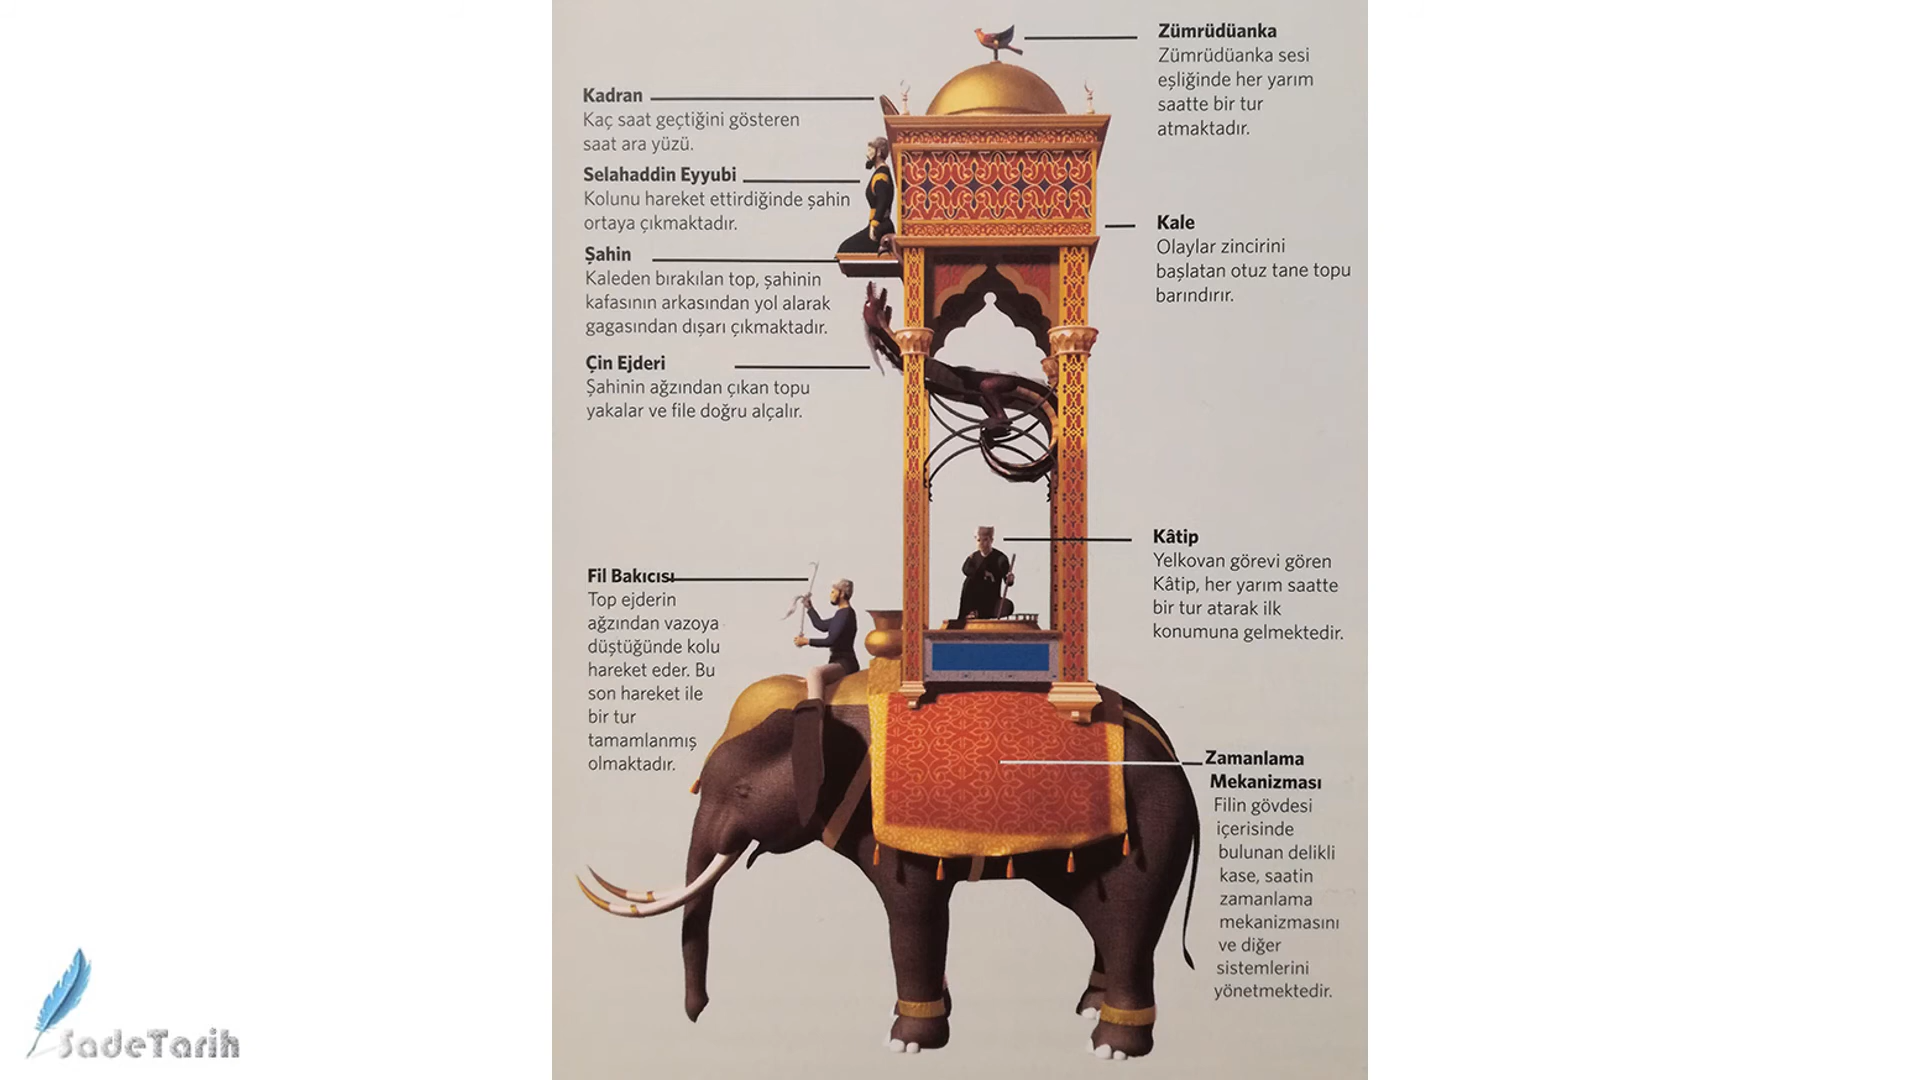 Zümrüdüanka
Zümrüdüanka sesi
eşliğinde her yarım
saatte bir tur
atmaktadır.
Kadran
Kaç saat geçtiğini gösteren
saat ara yüzü.
Selahaddin Eyyubi
Kolunu hareket ettirdiğinde şahin
ortaya çıkmaktadır.
Kale
Olaylar zincirini
başlatan otuz tane topu
barındırır.
Şahin
Kaleden bırakılan top, şahinin
kafasının arkasından yol alarak
gagasından dışarı çıkmaktadır.
Çin Ejderi
Şahinin ağzından çıkan topu
yakalar ve file doğru alçalır.
Kâtip
Yelkovan görevi gören
Kâtip, her yarım saatte
bir tur atarak ilk
konumuna gelmektedir.
Fil Bakıcısı
Top ejderin
ağzından vazoya
düştüğünde kolu
hareket eder. Bu
son hareket ile
bir tur
tamamlanmış
olmaktadır.
Zamanlama
Mekanizması
Filin gövdesi
içerisinde
bulunan delikli
kase, saatin
zamanlama
mekanizmasını
ve diğer
sistemlerini
yönetmektedir.
SadeTarih